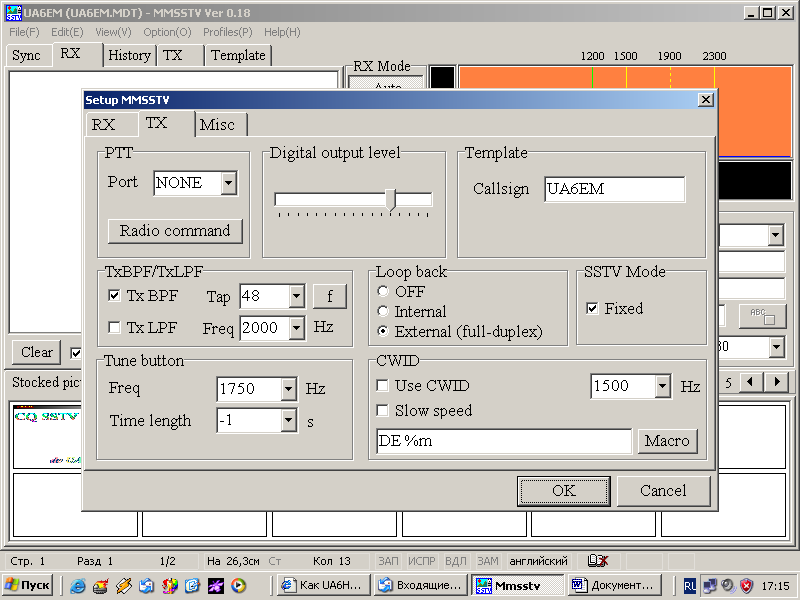 UA6EM (UA6EM.MDT) - MMSSTV Ver 0.18
File(F) Edit(E) View(V) Option(O) Profiles(P) Help(H)
Sync RX History TX Template
RX Mode
Auto
1200 1500 1900 2300
Setup MMSSTV
RX TX Misc
PTT
Port NONE
Radio command
Digital output level
Template
Callsign UA6EM
TxBPF/TxLPF
Tx BPF Tap 48 f
Tx LPF Freq 2000 Hz
Loop back
OFF
Internal
External (full-duplex)
SSTV Mode
Fixed
Tune button
Freq 1750 Hz
Time length -1 s
CWID
Use CWID 1500 Hz
Slow speed
DE %m Macro
OK Cancel
ABC
Clear
Stocked pic
5
CQ SSTV
Стр. 1 Разд 1 1/2 На 26,3см Ст Кол 13 ЗАП ИСПР ВДЛ ЗАМ английский
Пуск Как UA6H... Входящие... Mmsstv Документ... RU 17:15